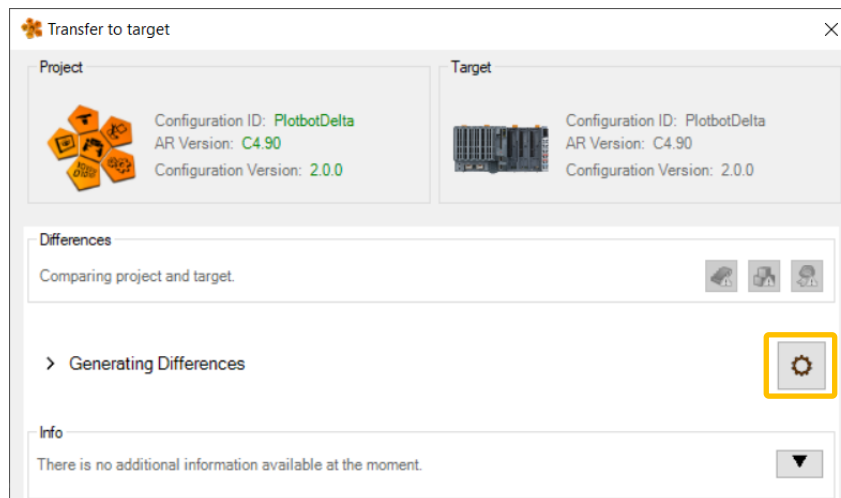 Transfer to target
Project
Configuration ID: PlotbotDelta
AR Version: C4.90
Configuration Version: 2.0.0
Target
Configuration ID: PlotbotDelta
AR Version: C4.90
Configuration Version: 2.0.0
Differences
Comparing project and target.
Generating Differences
Info
There is no additional information available at the moment.